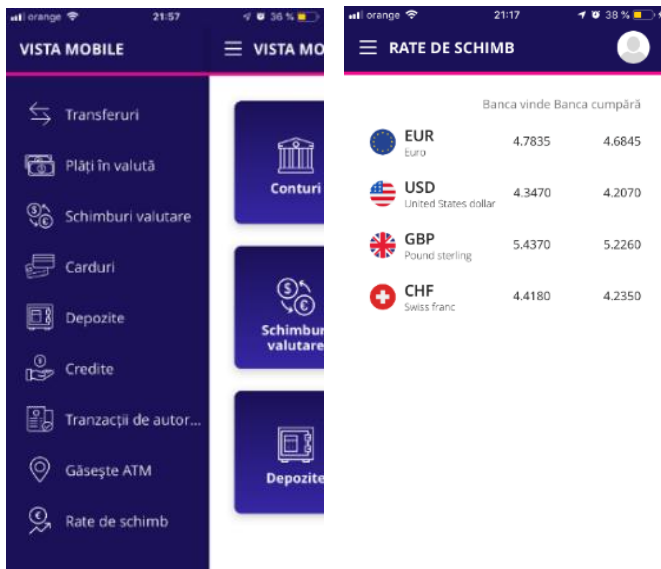 orange 21:57 36 %
VISTA MOBILE
VISTA MO
Transferuri
Plăți în valută
Schimburi valutare
Carduri
Depozite
Credite
Tranzacții de autor...
Găsește ATM
Rate de schimb
Conturi
Schimbur
valutare
Depozite
orange 21:17 38 %
RATE DE SCHIMB
Banca vinde Banca cumpără
EUR 4.7835 4.6845
Euro
USD 4.3470 4.2070
United States dollar
GBP 5.4370 5.2260
Pound sterling
CHF 4.4180 4.2350
Swiss franc